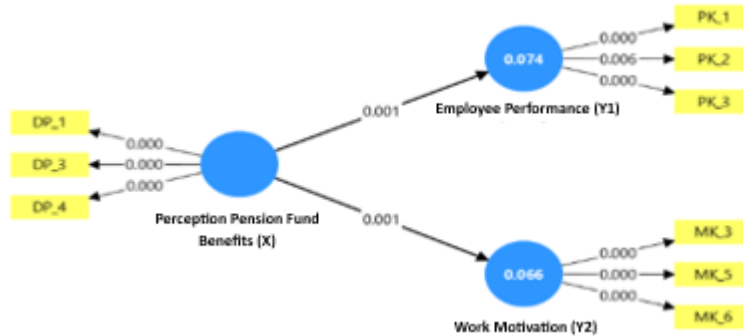 PK_1
0.000
0.074
0.006
PK_2
0.000
PK_3
Employee Performance (Y1)
0.001
DP_1
0.000
DP_3
0.000
DP_4
0.000
Perception Pension Fund
Benefits (X)
0.001
MK_3
0.000
0.066
0.000
MK_5
0.000
MK_6
Work Motivation (Y2)